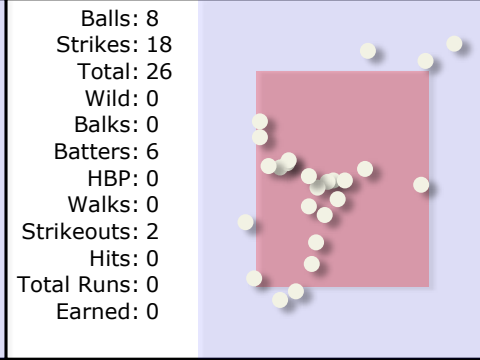 Balls: 8
Strikes: 18
Total: 26
Wild: 0
Balks: 0
Batters: 6
HBP: 0
Walks: 0
Strikeouts: 2
Hits: 0
Total Runs: 0
Earned: 0